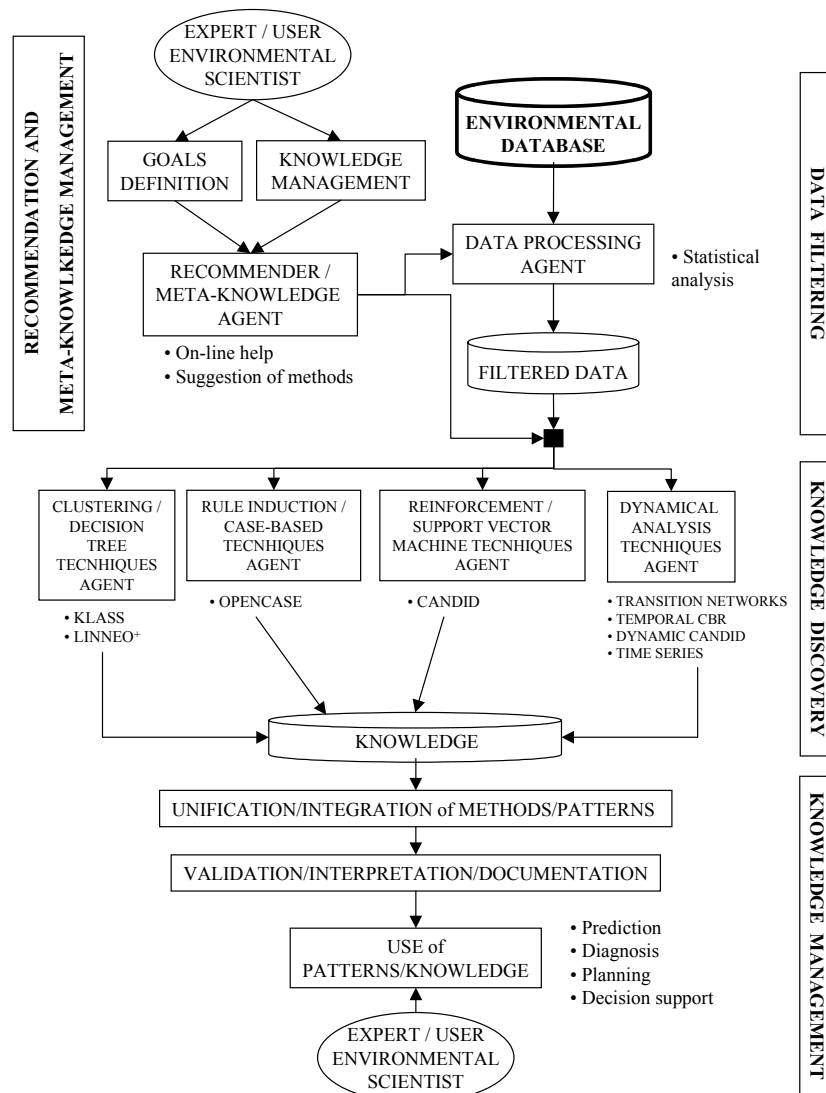 EXPERT / USER
ENVIRONMENTAL
SCIENTIST
RECOMMENDATION AND
META-KNOWLKEDGE MANAGEMENT
ENVIRONMENTAL
DATABASE
DATA FILTERING
GOALS
DEFINITION
KNOWLEDGE
MANAGEMENT
DATA PROCESSING
AGENT
• Statistical
analysis
RECOMMENDER /
META-KNOWLEDGE
AGENT
• On-line help
• Suggestion of methods
FILTERED DATA
CLUSTERING /
DECISION
TREE
TECNHIQUES
AGENT
RULE INDUCTION /
CASE-BASED
TECNHIQUES
AGENT
REINFORCEMENT /
SUPPORT VECTOR
MACHINE TECNHIQUES
AGENT
DYNAMICAL
ANALYSIS
TECNHIQUES
AGENT
KNOWLEDGE DISCOVERY
• KLASS
• LINNEO+
• OPENCASE
• CANDID
• TRANSITION NETWORKS
• TEMPORAL CBR
• DYNAMIC CANDID
• TIME SERIES
KNOWLEDGE
UNIFICATION/INTEGRATION of METHODS/PATTERNS
VALIDATION/INTERPRETATION/DOCUMENTATION
KNOWLEDGE MANAGEMENT
USE of
PATTERNS/KNOWLEDGE
• Prediction
• Diagnosis
• Planning
• Decision support
EXPERT / USER
ENVIRONMENTAL
SCIENTIST